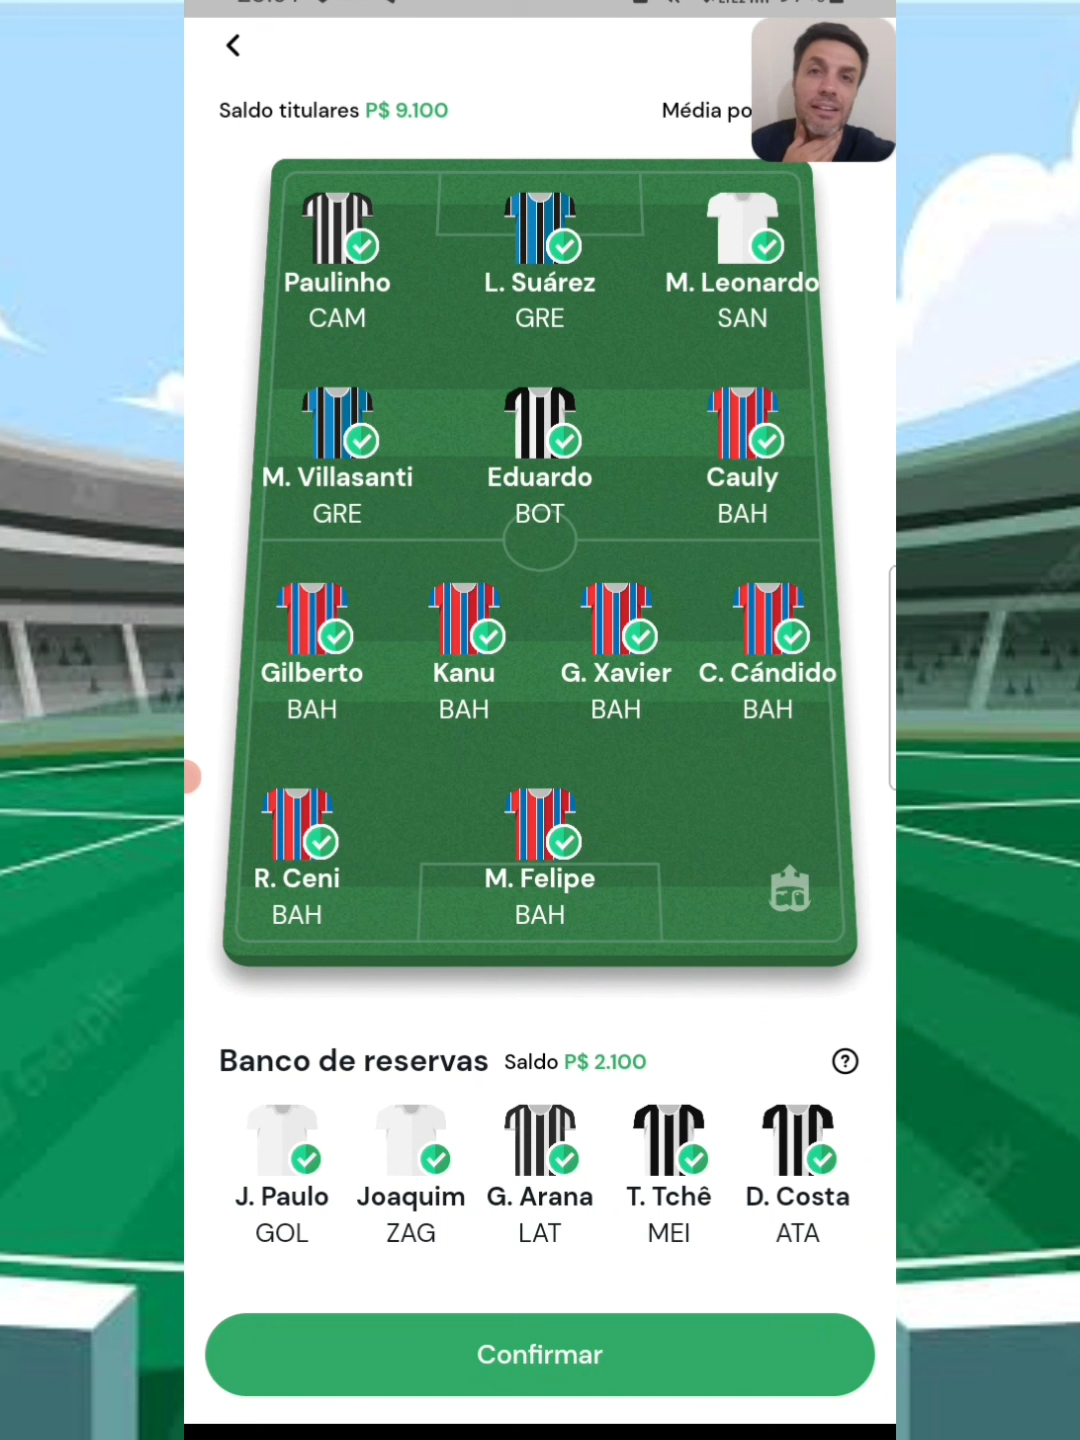 Saldo titulares P$ 9.100
Média po
Paulinho L. Suárez M. Leonardo
CAM GRE SAN
M. Villasanti Eduardo Cauly
GRE BOT BAH
Gilberto Kanu G. Xavier C. Cándido
BAH BAH BAH BAH
R. Ceni M. Felipe
BAH BAH
Banco de reservas Saldo P$ 2.100 ?
J. Paulo Joaquim G. Arana T. Tchê D. Costa
GOL ZAG LAT MEI ATA
Confirmar